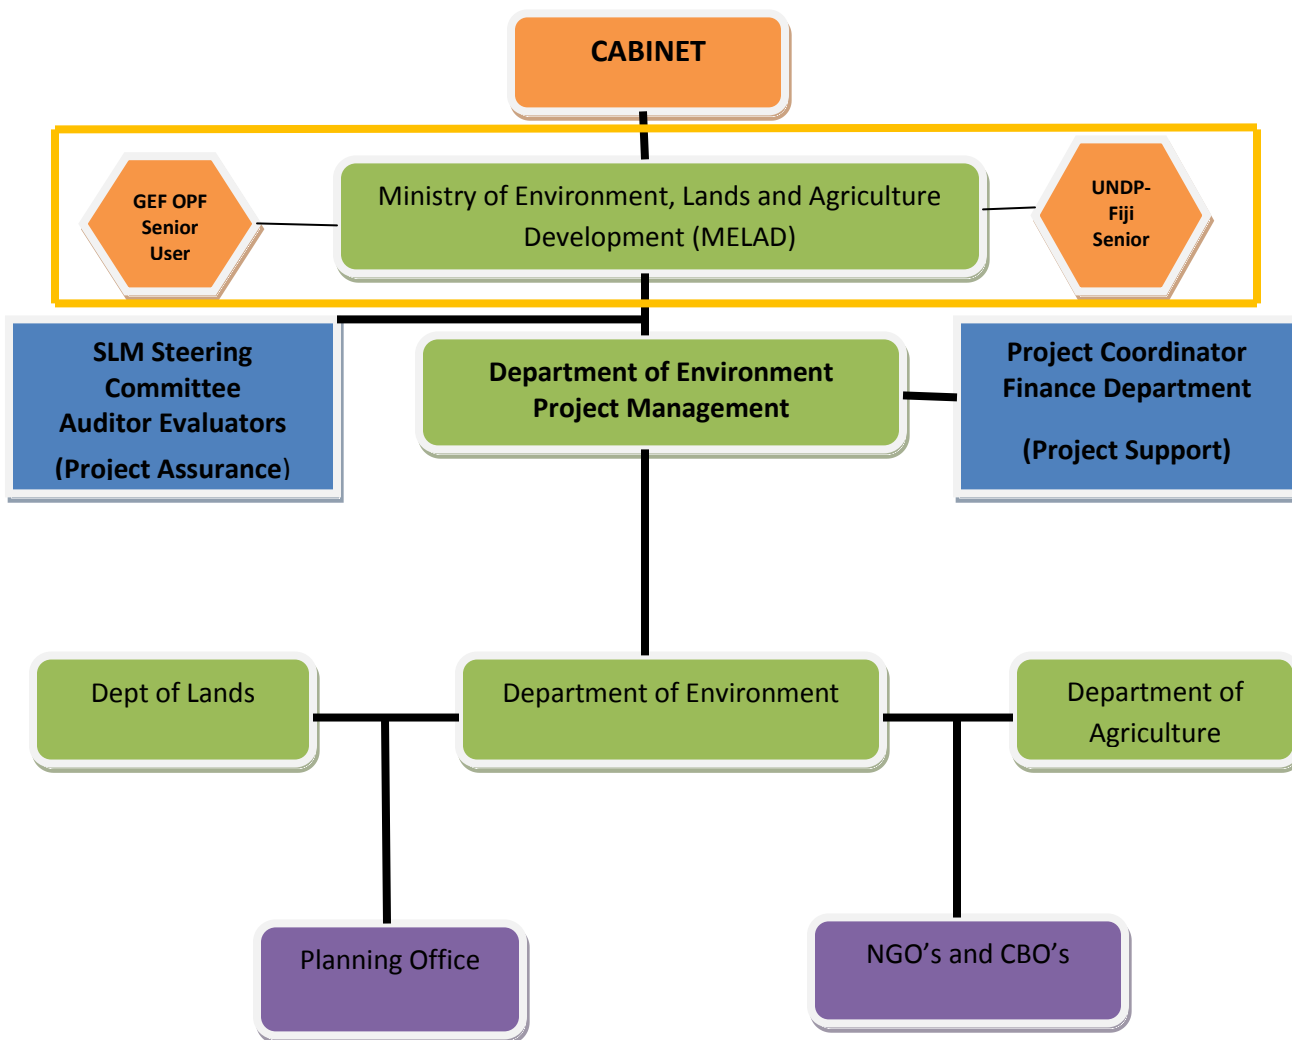 CABINET
GEF OPF
Senior
User
Ministry of Environment, Lands and Agriculture
Development (MELAD)
UNDP-
Fiji
Senior
SLM Steering
Committee
Auditor Evaluators
(Project Assurance)
Department of Environment
Project Management
Project Coordinator
Finance Department
(Project Support)
Dept of Lands
Department of Environment
Department of
Agriculture
Planning Office
NGO’s and CBO’s